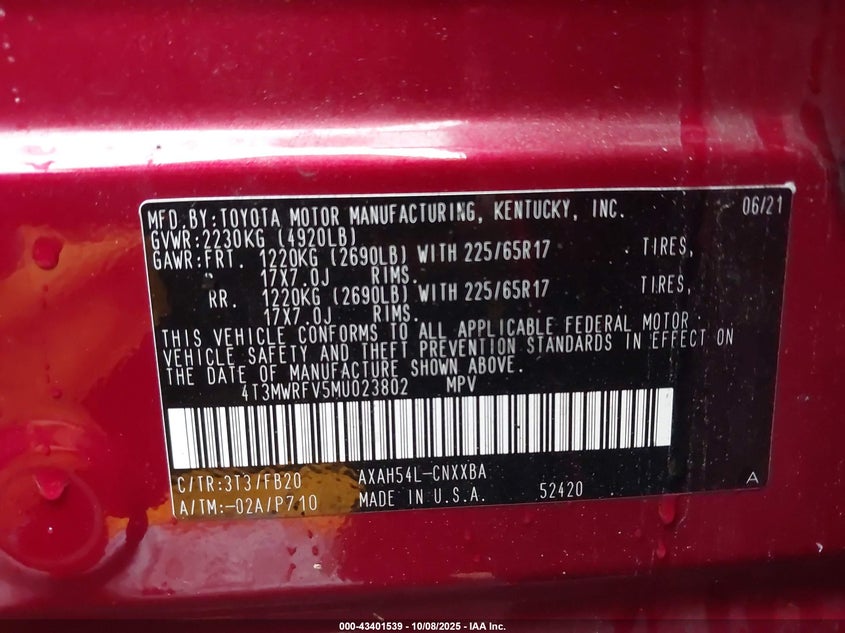 MFD.BY:TOYOTA MOTOR MANUFACTURING, KENTUCKY, INC. 06/21
GVWR:2230KG (4920LB)
GAWR:FRT. 1220KG (2690LB) WITH 225/65R17 TIRES,
" 17X7.0J RIMS.
RR. 1220KG (2690LB) WITH 225/65R17 TIRES,
17X7.0J RIMS.
THIS VEHICLE CONFORMS TO ALL APPLICABLE FEDERAL MOTOR
VEHICLE SAFETY AND THEFT PREVENTION STANDARDS IN EFFECT ON
THE DATE OF MANUFACTURE SHOWN ABOVE.
4T3MWRFV5MU023802 MPV
C/TR:3T3/FB20 AXAH54L-CNXXBA
A/TM:-02A/P710 MADE IN U.S.A. 52420 A
000-43401539 - 10/08/2025 - IAA Inc.